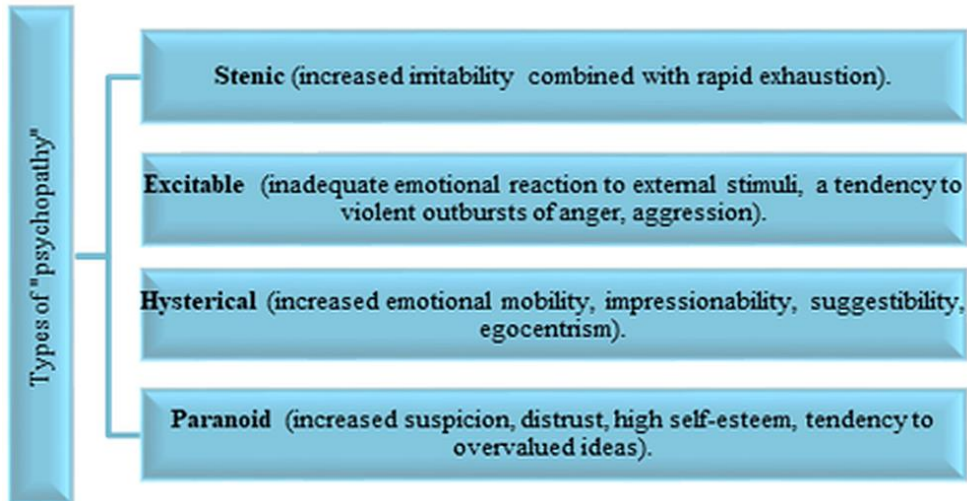 Types of "psychopathy"
Stenic (increased irritability combined with rapid exhaustion).
Excitable (inadequate emotional reaction to external stimuli, a tendency to
violent outbursts of anger, aggression).
Hysterical (increased emotional mobility, impressionability, suggestibility,
egocentrism).
Paranoid (increased suspicion, distrust, high self-esteem, tendency to
overvalued ideas).